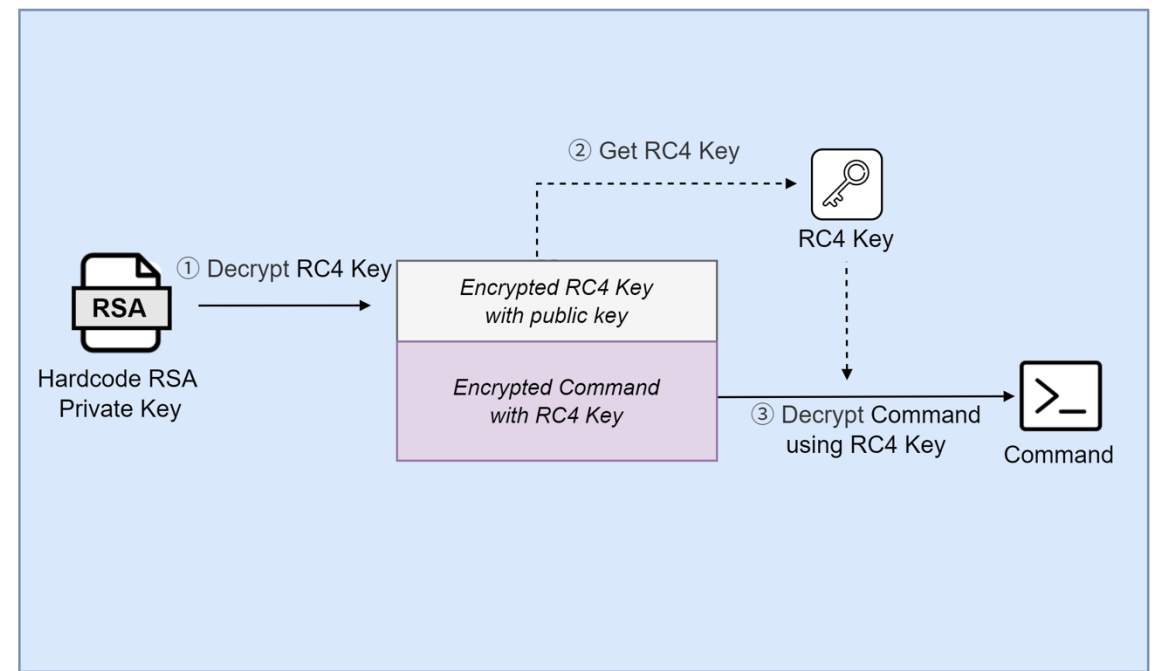 ② Get RC4 Key
RC4 Key
① Decrypt RC4 Key
RSA
Hardcode RSA
Private Key
Encrypted RC4 Key
with public key
Encrypted Command
with RC4 Key
③ Decrypt Command
using RC4 Key
>_
Command